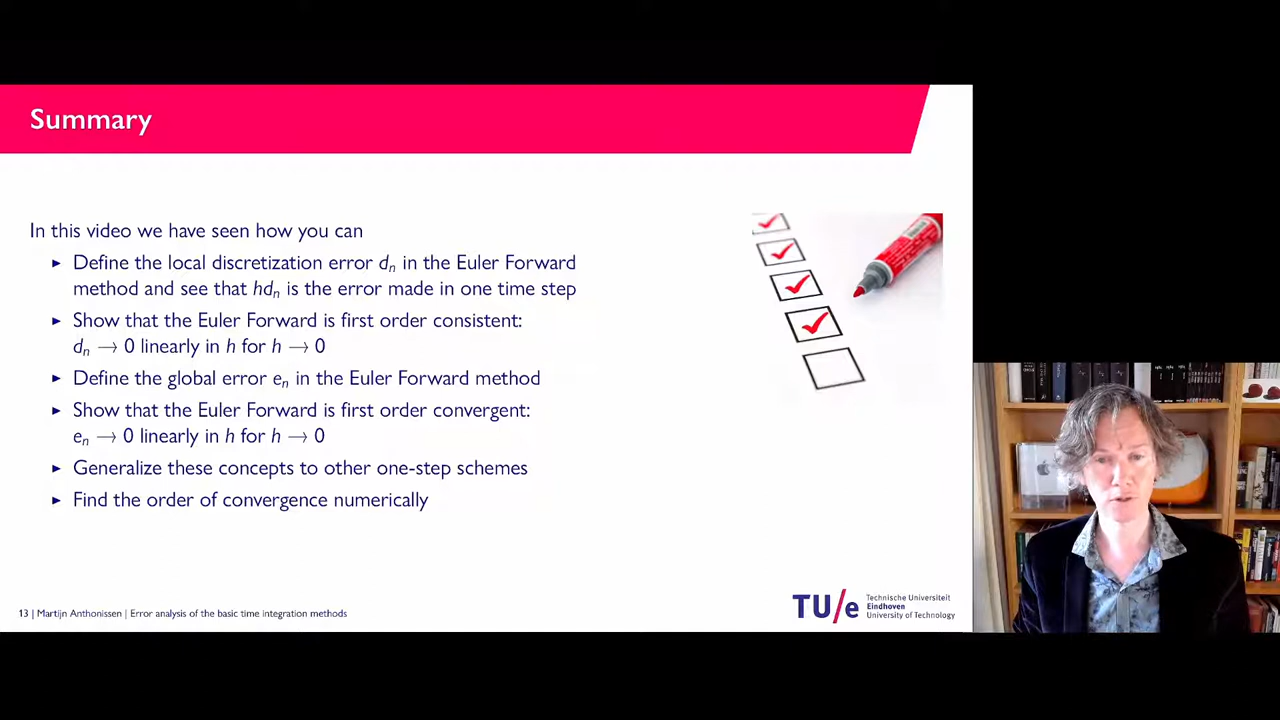 Summary
In this video we have seen how you can
▸ Define the local discretization error dₙ in the Euler Forward
method and see that hdₙ is the error made in one time step
▸ Show that the Euler Forward is first order consistent:
dₙ → 0 linearly in h for h → 0
▸ Define the global error eₙ in the Euler Forward method
▸ Show that the Euler Forward is first order convergent:
eₙ → 0 linearly in h for h → 0
▸ Generalize these concepts to other one-step schemes
▸ Find the order of convergence numerically
13 | Martijn Anthonissen | Error analysis of the basic time integration methods
TU/e
Technische Universiteit
Eindhoven
University of Technology